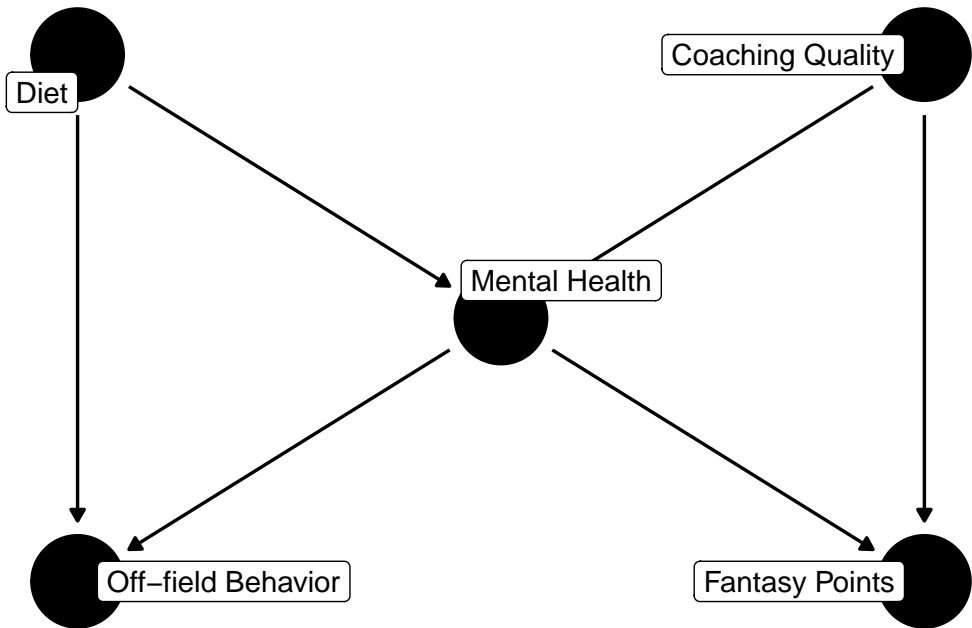 Coaching Quality
Diet
Mental Health
Off−field Behavior
Fantasy Points